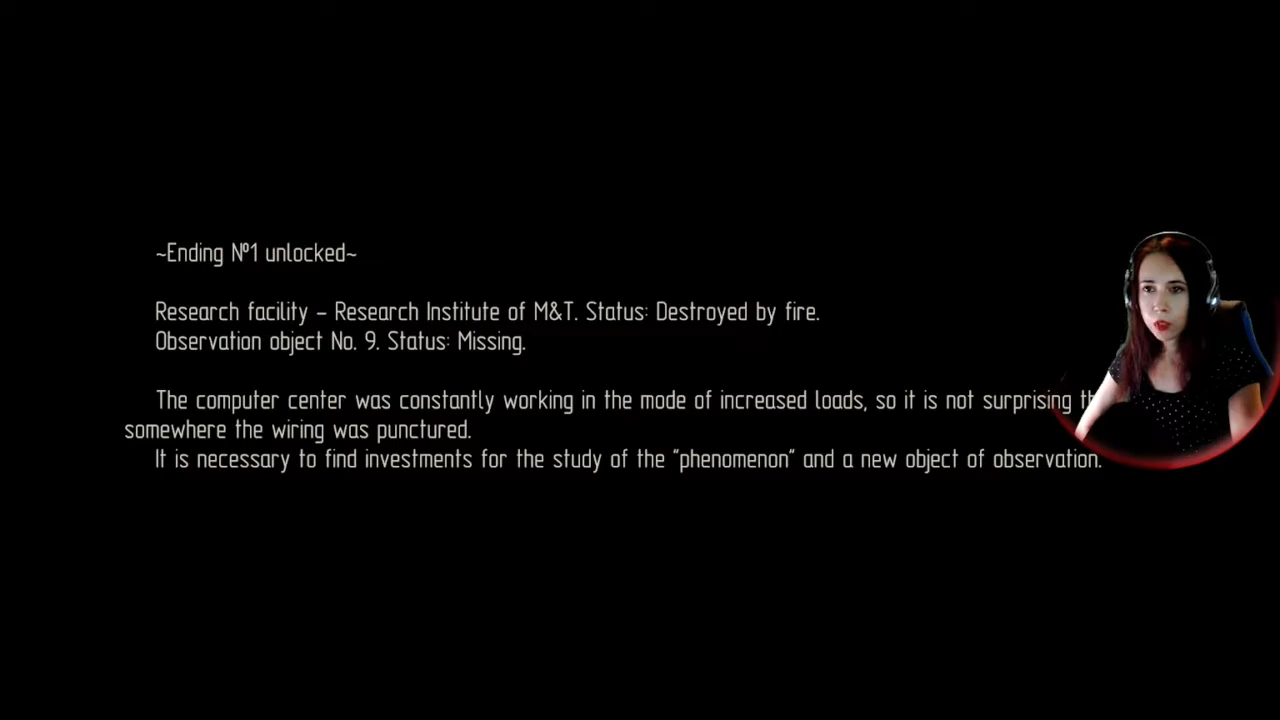 ~Ending №1 unlocked~
Research facility – Research Institute of M&T. Status: Destroyed by fire.
Observation object No. 9. Status: Missing.
The computer center was constantly working in the mode of increased loads, so it is not surprising
somewhere the wiring was punctured.
It is necessary to find investments for the study of the "phenomenon" and a new object of observation.